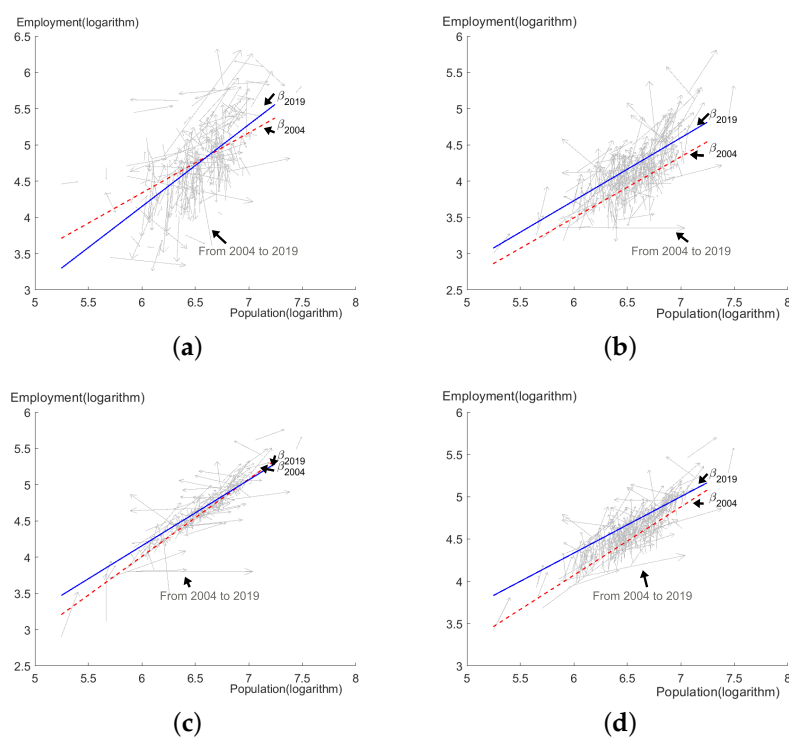 Employment(logarithm)
6.5
6
5.5
5
4.5
4
3.5
3
β2019
β2004
From 2004 to 2019
5 5.5 6 6.5 7 7.5 8
Population(logarithm)
(a)
Employment(logarithm)
6
5.5
5
4.5
4
3.5
3
2.5
β2019
β2004
From 2004 to 2019
5 5.5 6 6.5 7 7.5 8
Population(logarithm)
(b)
Employment(logarithm)
6
5.5
5
4.5
4
3.5
3
2.5
β2019
β2004
From 2004 to 2019
5 5.5 6 6.5 7 7.5 8
Population(logarithm)
(c)
Employment(logarithm)
6
5.5
5
4.5
4
3.5
3
β2019
β2004
From 2004 to 2019
5 5.5 6 6.5 7 7.5 8
Population(logarithm)
(d)